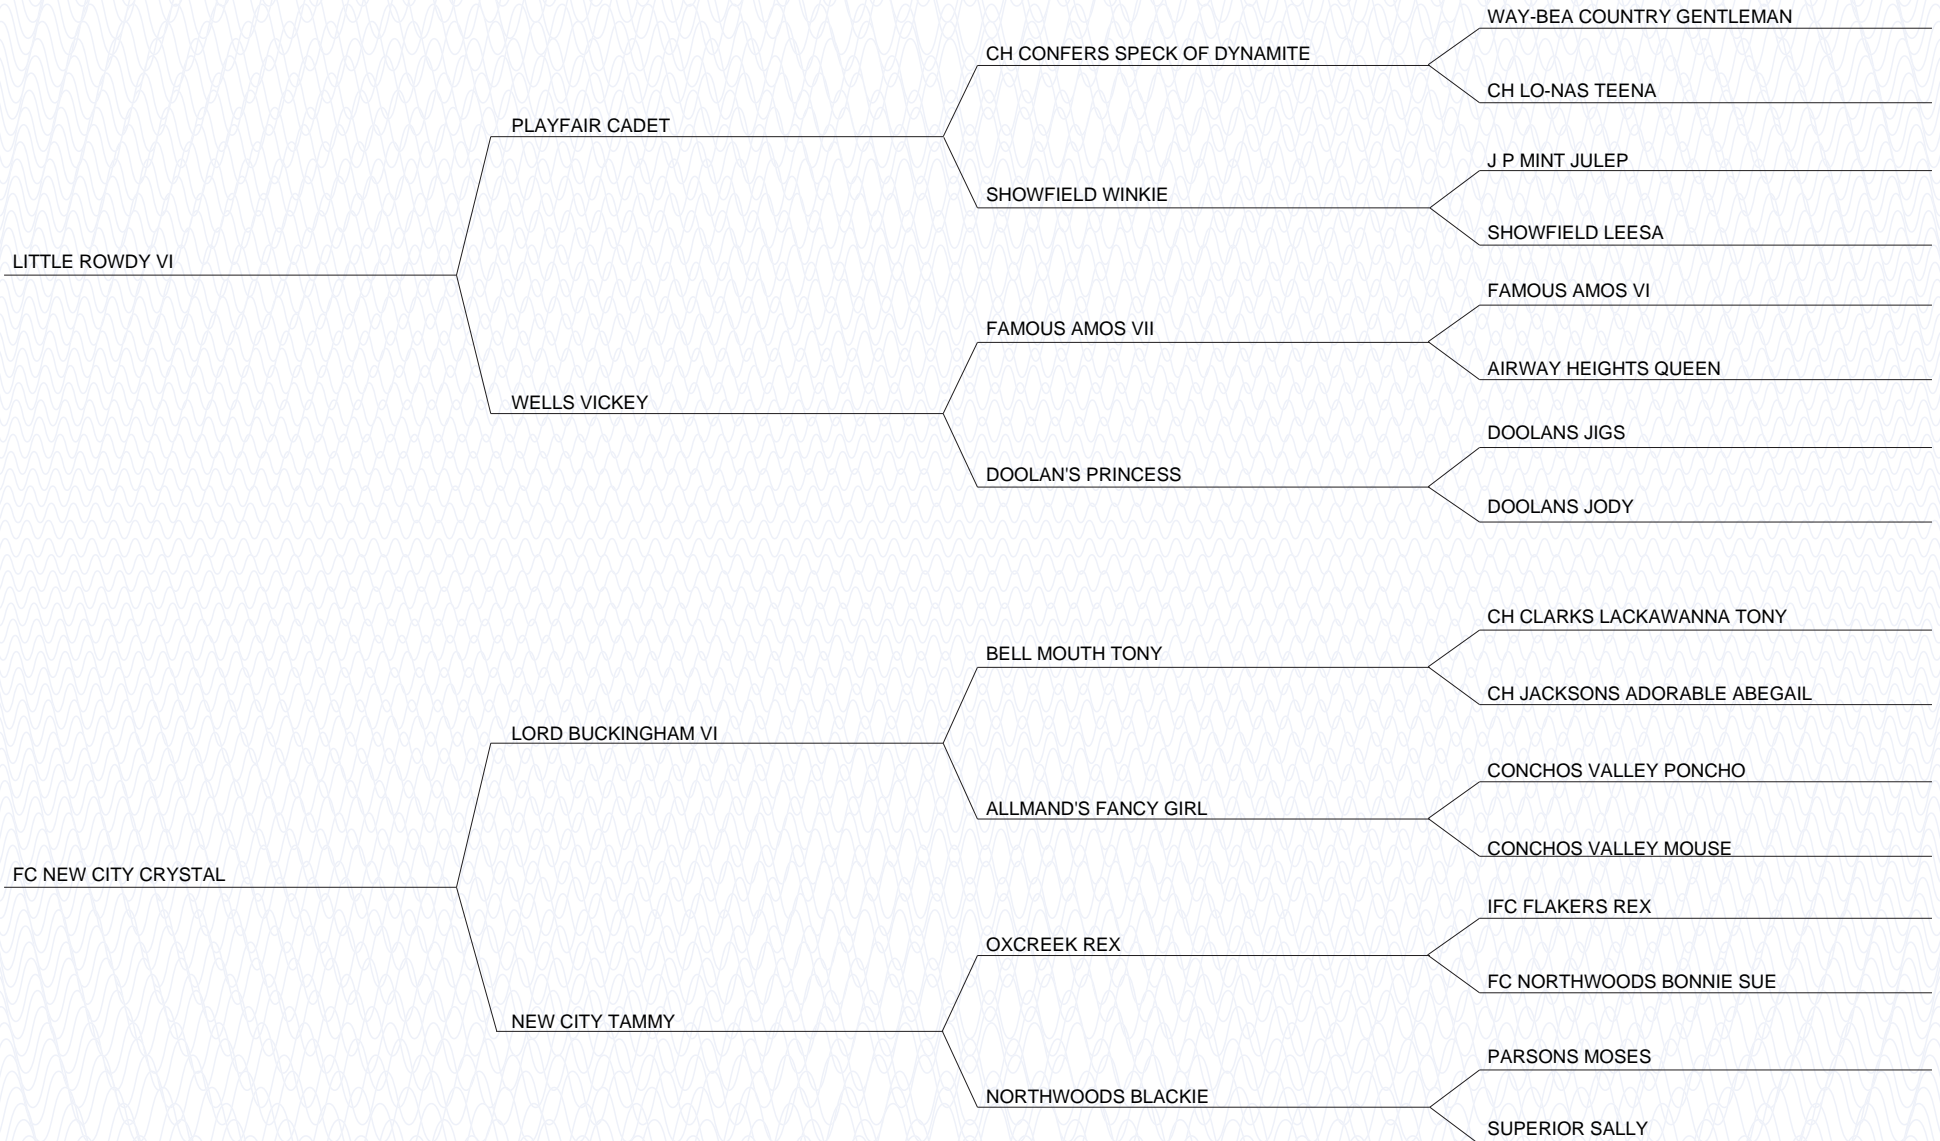 WAY-BEA COUNTRY GENTLEMAN
CH CONFERS SPECK OF DYNAMITE
CH LO-NAS TEENA
PLAYFAIR CADET
J P MINT JULEP
SHOWFIELD WINKIE
SHOWFIELD LEESA
LITTLE ROWDY VI
FAMOUS AMOS VI
FAMOUS AMOS VII
AIRWAY HEIGHTS QUEEN
WELLS VICKEY
DOOLANS JIGS
DOOLAN'S PRINCESS
DOOLANS JODY
CH CLARKS LACKAWANNA TONY
BELL MOUTH TONY
CH JACKSONS ADORABLE ABEGAIL
LORD BUCKINGHAM VI
CONCHOS VALLEY PONCHO
ALLMAND'S FANCY GIRL
CONCHOS VALLEY MOUSE
FC NEW CITY CRYSTAL
IFC FLAKERS REX
OXCREEK REX
FC NORTHWOODS BONNIE SUE
NEW CITY TAMMY
PARSONS MOSES
NORTHWOODS BLACKIE
SUPERIOR SALLY